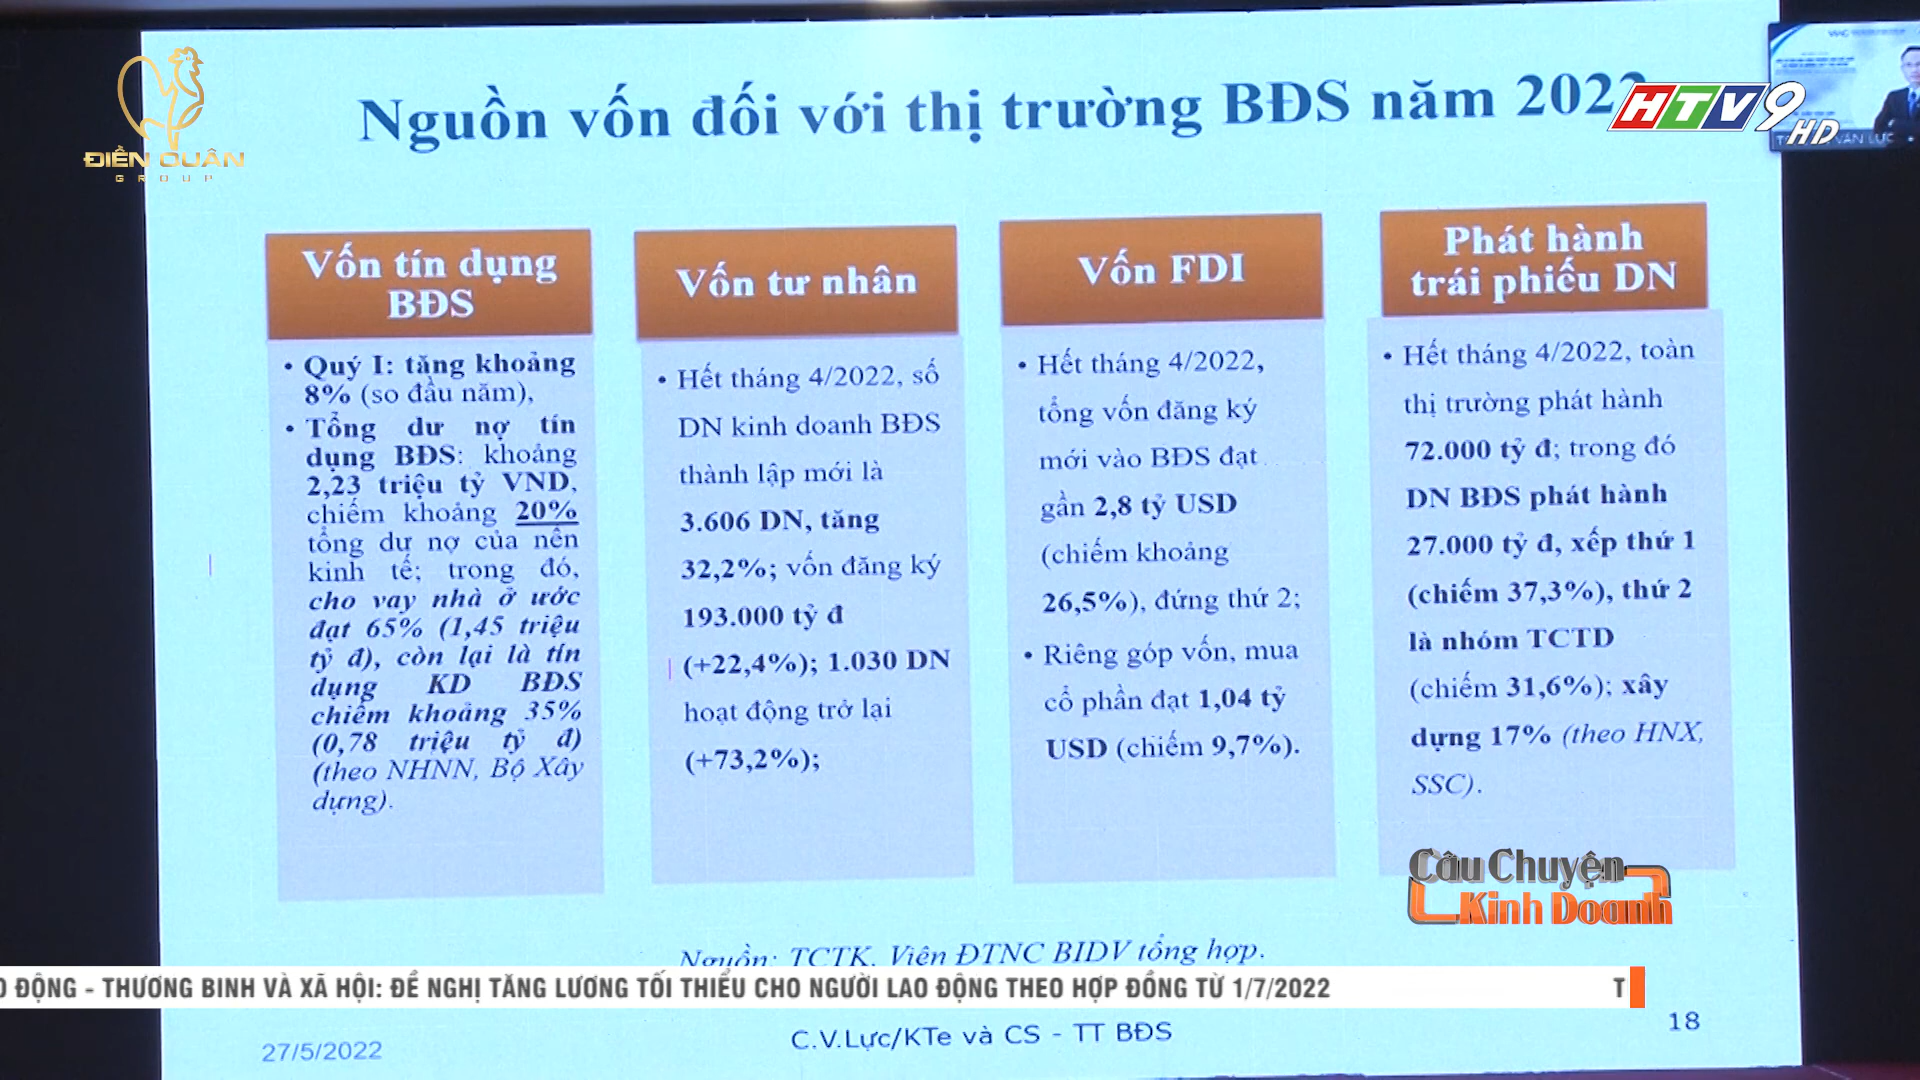 ĐIỀN QUÂN
GROUP
Nguồn vốn đối với thị trường BĐS năm 2022
HTV9
HD
VĂN LỰC
Vốn tín dụng
BĐS
• Quý I: tăng khoảng
8% (so đầu năm),
• Tổng dư nợ tín
dụng BĐS: khoảng
2,23 triệu tỷ VND,
chiếm khoảng 20%
tổng dư nợ của nền
kinh tế; trong đó,
cho vay nhà ở ước
đạt 65% (1,45 triệu
tỷ đ), còn lại là tín
dụng KD BĐS
chiếm khoảng 35%
(0,78 triệu tỷ đ)
(theo NHNN, Bộ Xây
dựng).
Vốn tư nhân
• Hết tháng 4/2022, số
DN kinh doanh BĐS
thành lập mới là
3.606 DN, tăng
32,2%; vốn đăng ký
193.000 tỷ đ
(+22,4%); 1.030 DN
hoạt động trở lại
(+73,2%);
Vốn FDI
• Hết tháng 4/2022,
tổng vốn đăng ký
mới vào BĐS đạt
gần 2,8 tỷ USD
(chiếm khoảng
26,5%), đứng thứ 2;
• Riêng góp vốn, mua
cổ phần đạt 1,04 tỷ
USD (chiếm 9,7%).
Phát hành
trái phiếu DN
• Hết tháng 4/2022, toàn
thị trường phát hành
72.000 tỷ đ; trong đó
DN BĐS phát hành
27.000 tỷ đ, xếp thứ 1
(chiếm 37,3%), thứ 2
là nhóm TCTD
(chiếm 31,6%); xây
dựng 17% (theo HNX,
SSC).
Câu Chuyện
Kinh Doanh
Nguồn: TCTK, Viện ĐTNC BIDV tổng hợp.
O ĐỘNG - THƯƠNG BINH VÀ XÃ HỘI: ĐỀ NGHỊ TĂNG LƯƠNG TỐI THIỂU CHO NGƯỜI LAO ĐỘNG THEO HỢP ĐỒNG TỪ 1/7/2022 T
27/5/2022
C.V.Lực/KTe và CS - TT BĐS
18